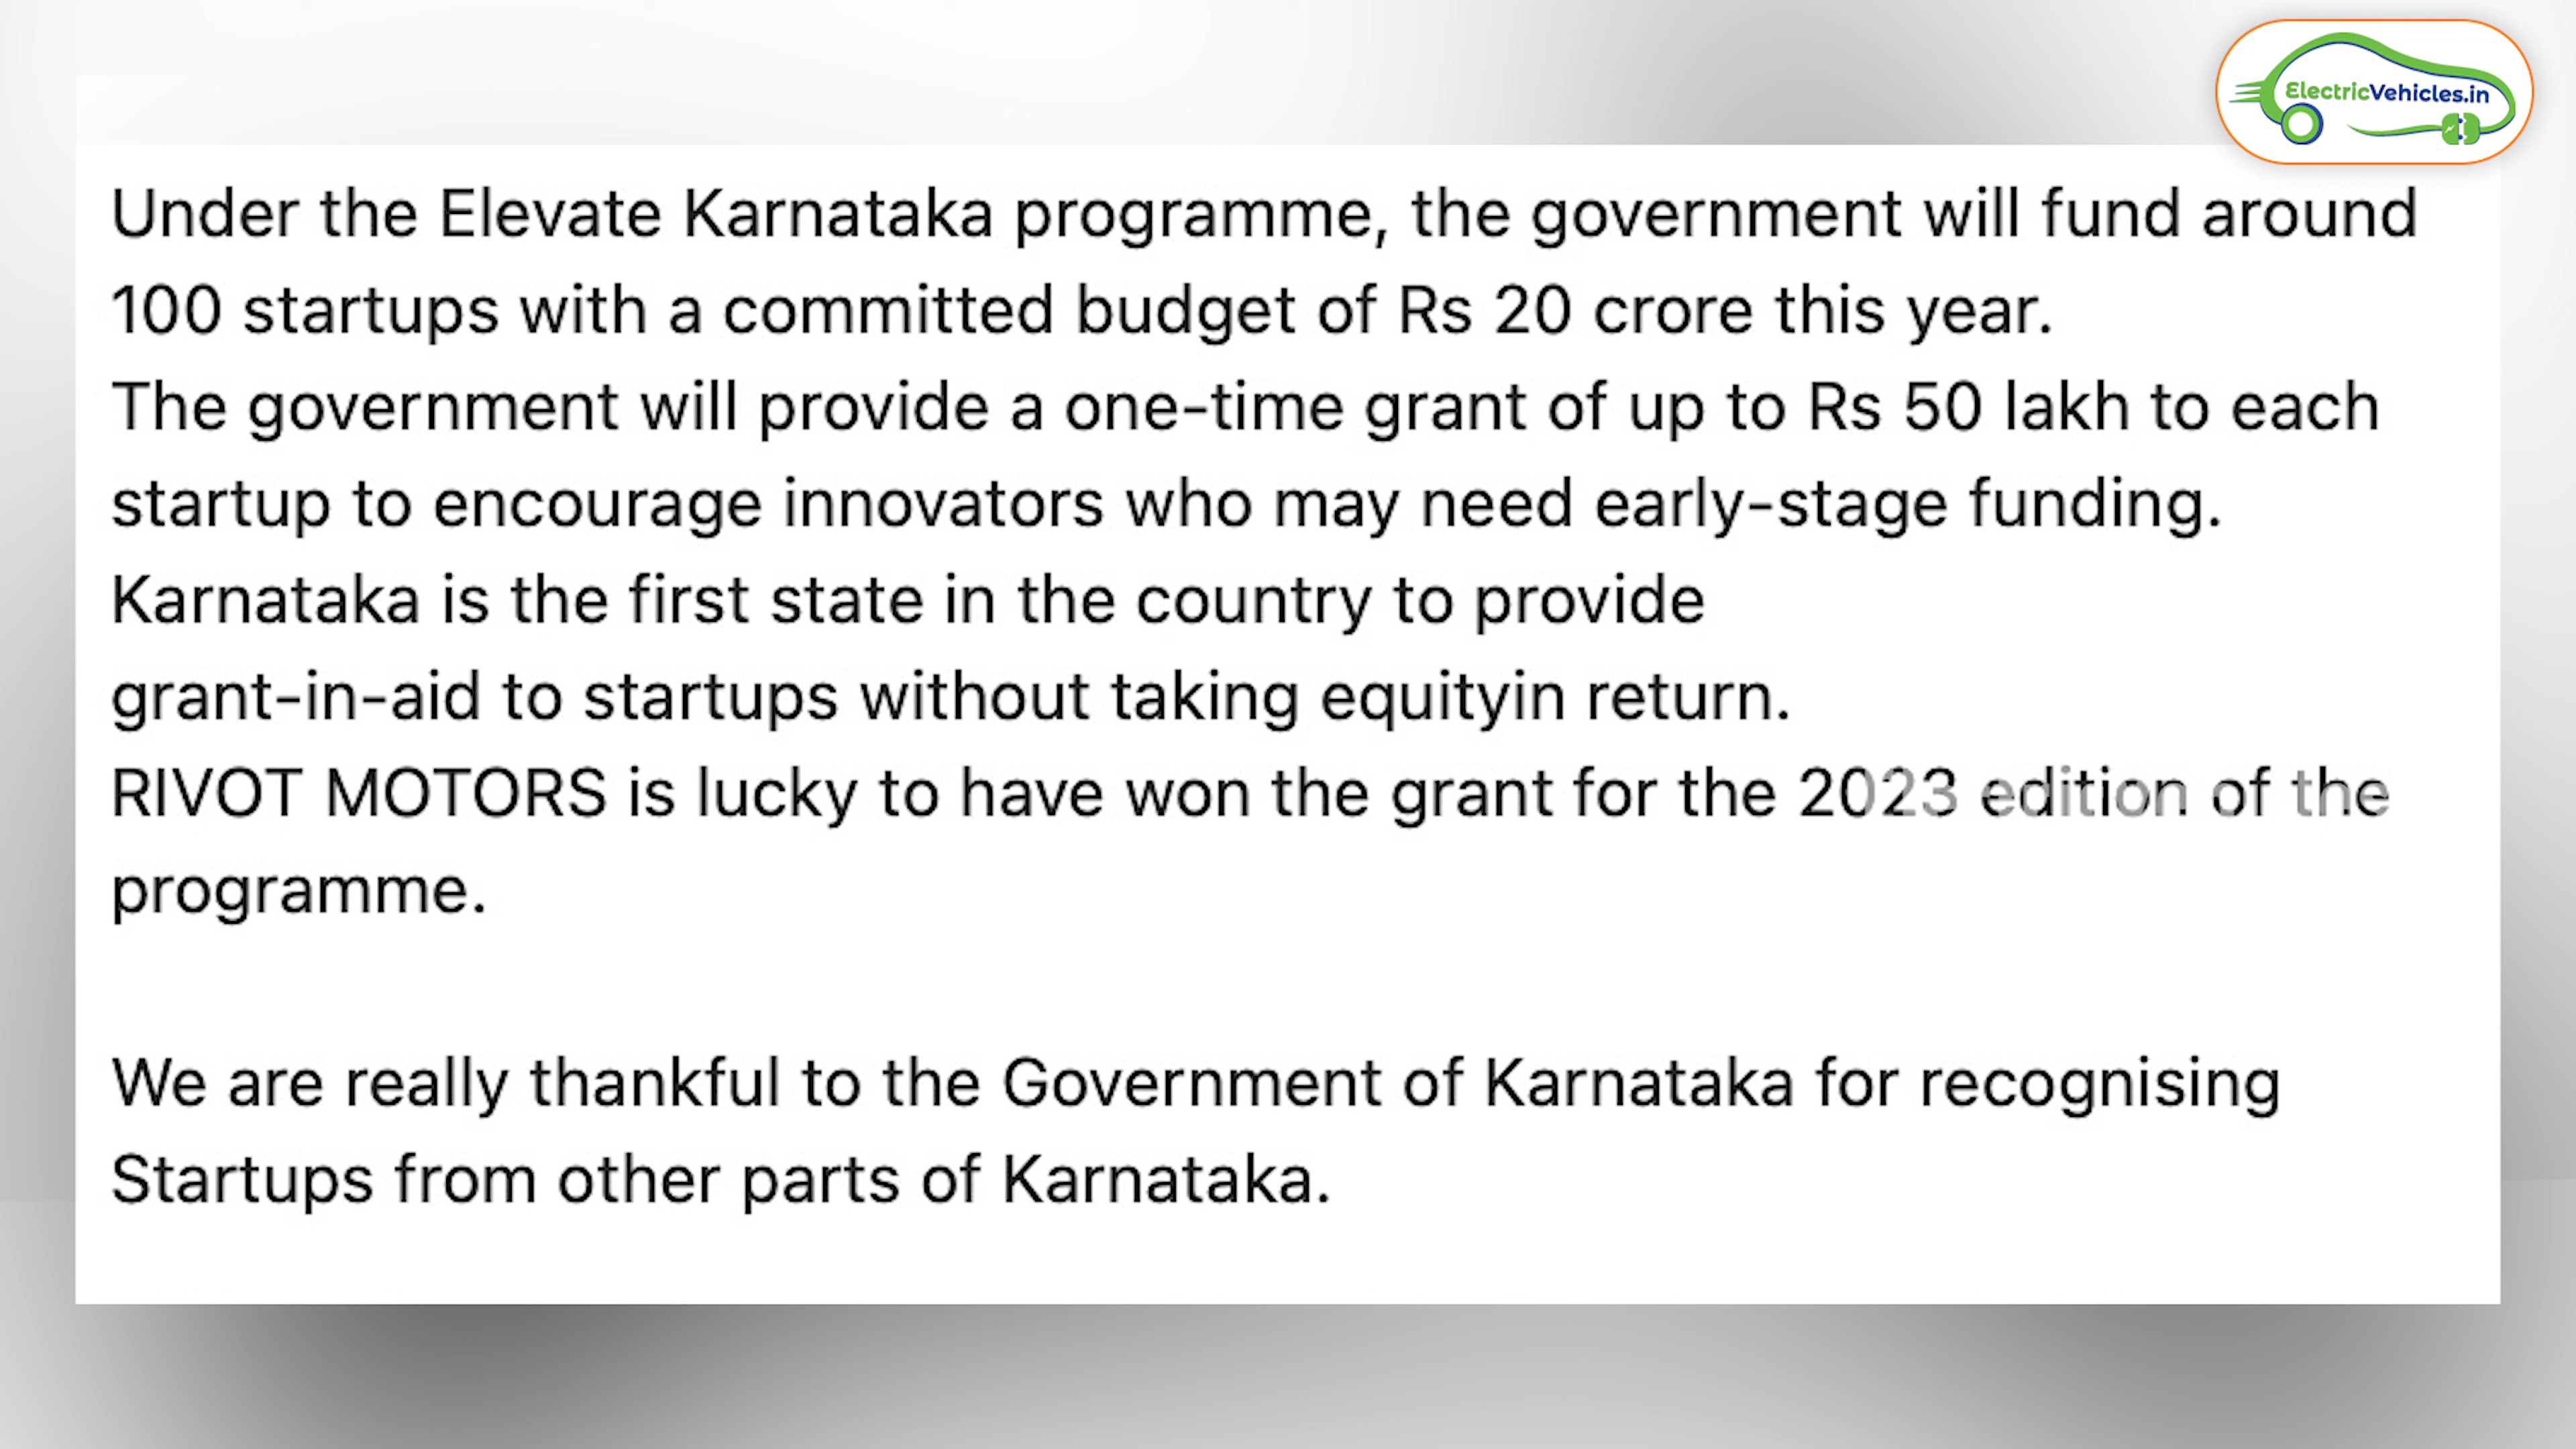 ElectricVehicles.in
Under the Elevate Karnataka programme, the government will fund around
100 startups with a committed budget of Rs 20 crore this year.
The government will provide a one-time grant of up to Rs 50 lakh to each
startup to encourage innovators who may need early-stage funding.
Karnataka is the first state in the country to provide
grant-in-aid to startups without taking equityin return.
RIVOT MOTORS is lucky to have won the grant for the 2023 edition of the
programme.
We are really thankful to the Government of Karnataka for recognising
Startups from other parts of Karnataka.